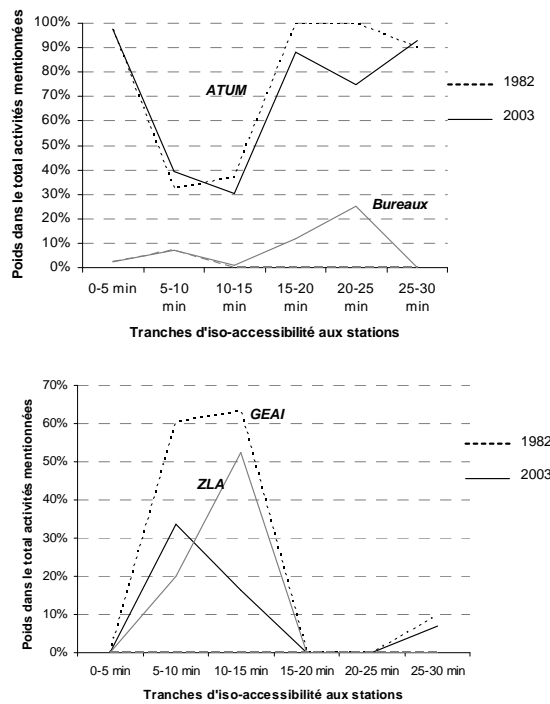 Poids dans le total activités mentionnées
100%
90%
80%
70%
60%
50%
40%
30%
20%
10%
0%
ATUM
Bureaux
1982
2003
0-5 min
5-10 min
10-15 min
15-20 min
20-25 min
25-30 min
Tranches d'iso-accessibilité aux stations
Poids dans le total activités mentionnées
70%
60%
50%
40%
30%
20%
10%
0%
GEAI
ZLA
1982
2003
0-5 min 5-10 min 10-15 min 15-20 min 20-25 min 25-30 min
Tranches d'iso-accessibilité aux stations